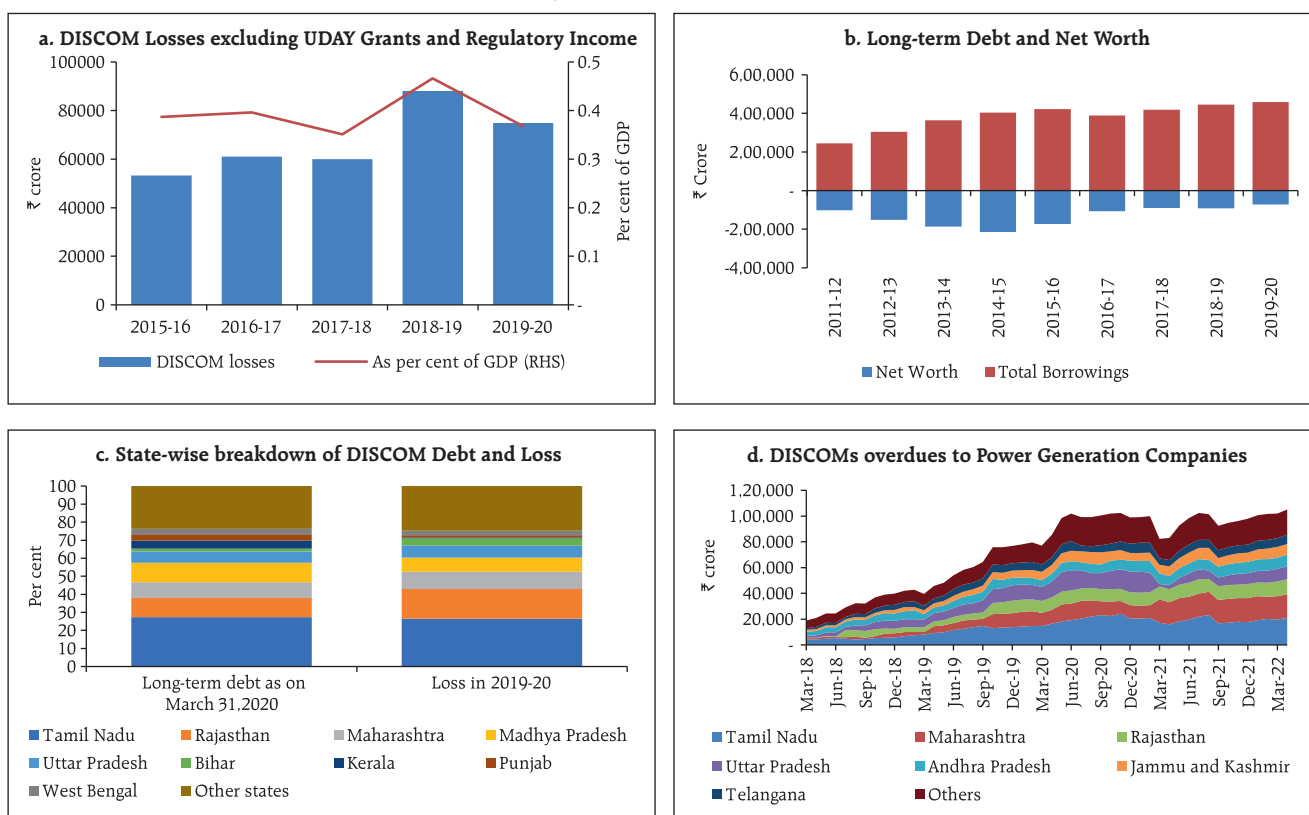 a. DISCOM Losses excluding UDAY Grants and Regulatory Income
100000
80000
60000
40000
20000
0
₹ crore
0.5
0.4
0.3
0.2
0.1
-
Per cent of GDP
2015-16 2016-17 2017-18 2018-19 2019-20
DISCOM losses As per cent of GDP (RHS)
b. Long-term Debt and Net Worth
6,00,000
4,00,000
2,00,000
-
-2,00,000
-4,00,000
₹ Crore
2011-12 2012-13 2013-14 2014-15 2015-16 2016-17 2017-18 2018-19 2019-20
Net Worth Total Borrowings
c. State-wise breakdown of DISCOM Debt and Loss
100
90
80
70
60
50
40
30
20
10
0
Per cent
Long-term debt as on
March 31,2020
Loss in 2019-20
Tamil Nadu Rajasthan Maharashtra Madhya Pradesh
Uttar Pradesh Bihar Kerala Punjab
West Bengal Other states
d. DISCOMs overdues to Power Generation Companies
1,20,000
1,00,000
80,000
60,000
40,000
20,000
-
₹ crore
Mar-18 Jun-18 Sep-18 Dec-18 Mar-19 Jun-19 Sep-19 Dec-19 Mar-20 Jun-20 Sep-20 Dec-20 Mar-21 Jun-21 Sep-21 Dec-21 Mar-22
Tamil Nadu Maharashtra Rajasthan
Uttar Pradesh Andhra Pradesh Jammu and Kashmir
Telangana Others